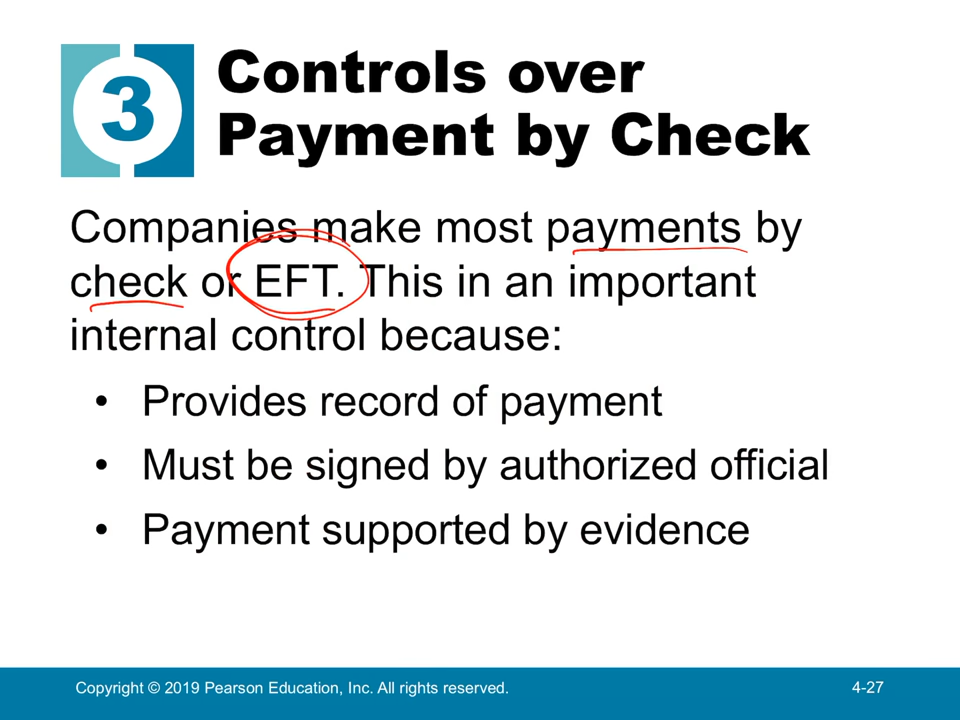 3
Controls over
Payment by Check
Companies make most payments by
check or EFT. This in an important
internal control because:
• Provides record of payment
• Must be signed by authorized official
• Payment supported by evidence
Copyright © 2019 Pearson Education, Inc. All rights reserved.
4-27